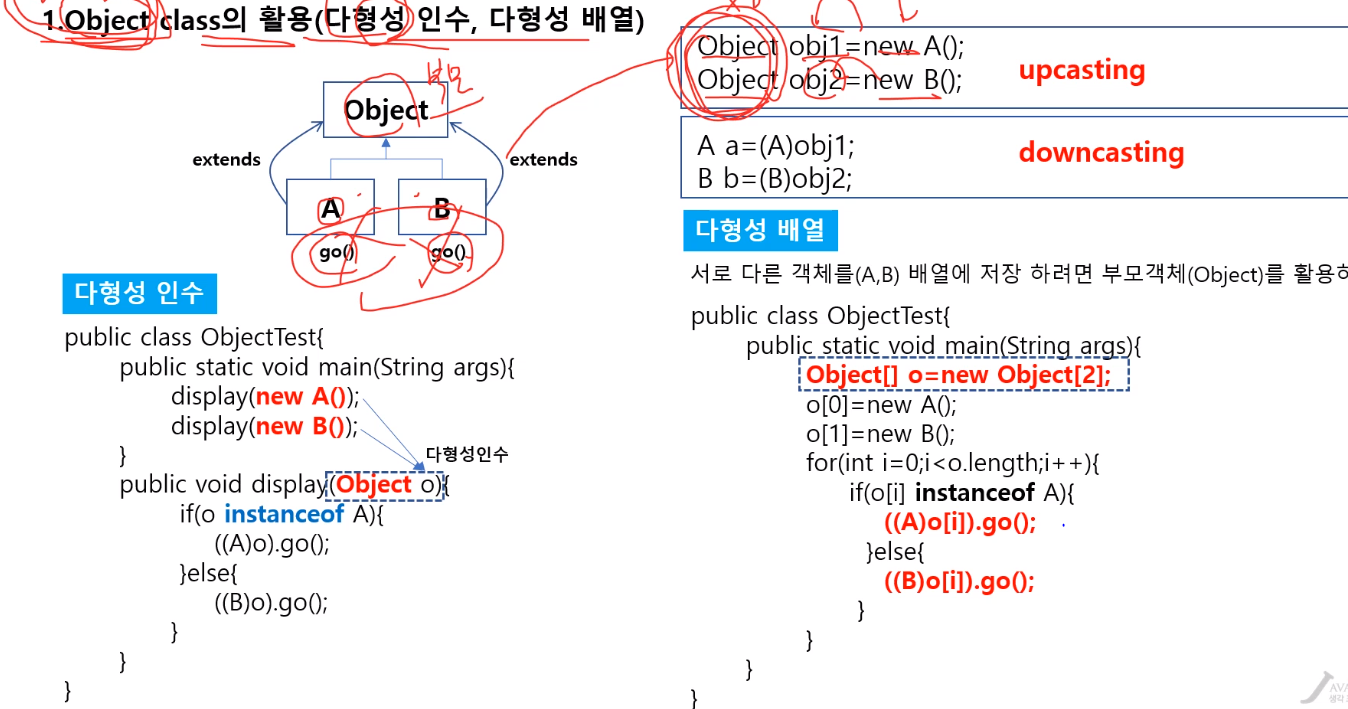 1.Object class의 활용(다형성 인수, 다형성 배열)
부모
Object
extends
extends
A
B
go()
go()
다형성 인수
public class ObjectTest{
public static void main(String args){
display(new A());
display(new B());
}
다형성인수
public void display(Object o){
if(o instanceof A){
((A)o).go();
}else{
((B)o).go();
}
}
}
Object obj1=new A();
Object obj2=new B();
upcasting
A a=(A)obj1;
B b=(B)obj2;
downcasting
다형성 배열
서로 다른 객체를(A,B) 배열에 저장 하려면 부모객체(Object)를 활용
public class ObjectTest{
public static void main(String args){
Object[] o=new Object[2];
o[0]=new A();
o[1]=new B();
for(int i=0;i<o.length;i++){
if(o[i] instanceof A){
((A)o[i]).go();
}else{
((B)o[i]).go();
}
}
}
}
JAVA
생각